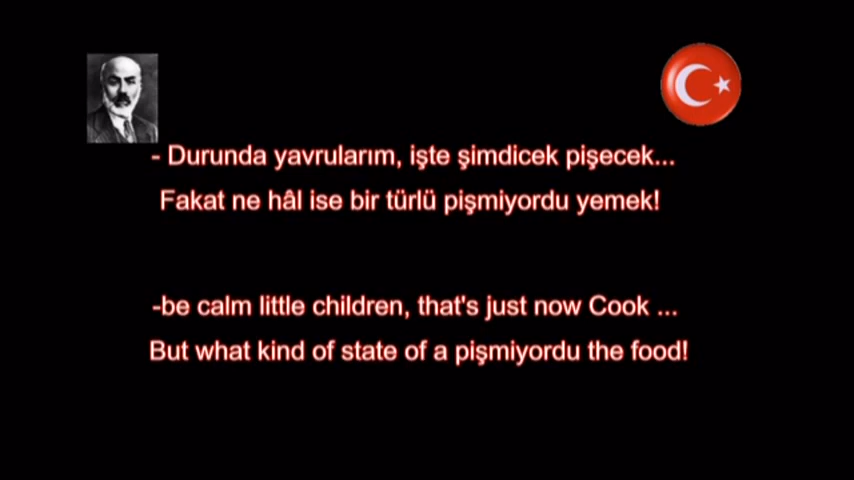 - Durunda yavrularım, işte şimdicek pişecek...
Fakat ne hâl ise bir türlü pişmiyordu yemek!
-be calm little children, that's just now Cook ...
But what kind of state of a pişmiyordu the food!